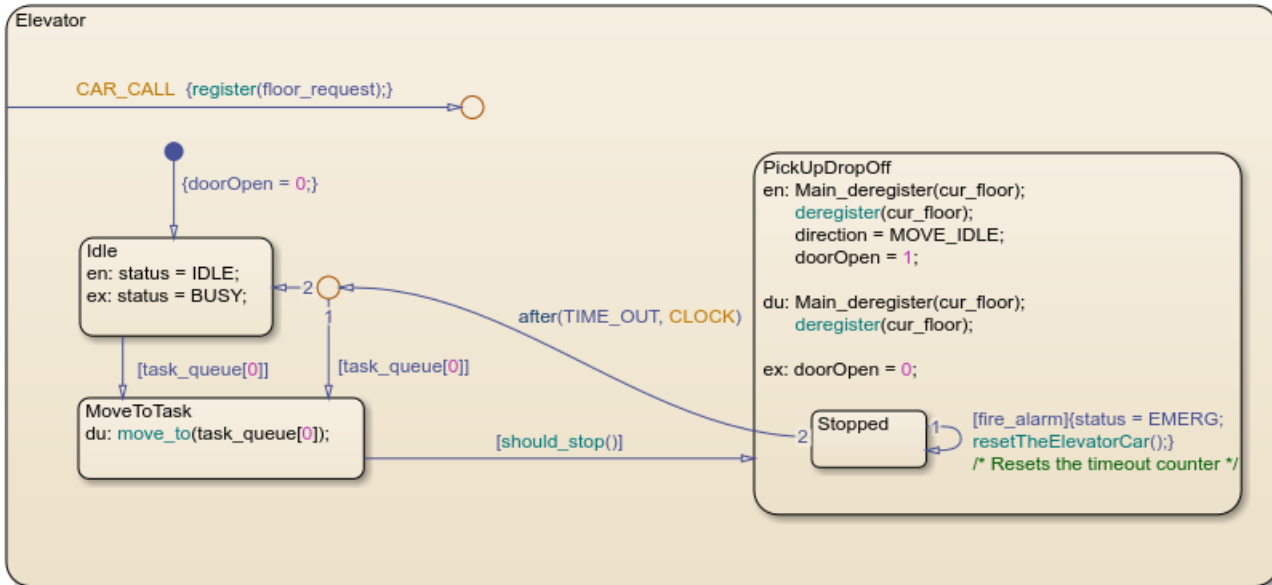 Elevator
CAR_CALL {register(floor_request);}
{doorOpen = 0;}
Idle
en: status = IDLE;
ex: status = BUSY;
2
1
[task_queue[0]]
[task_queue[0]]
MoveToTask
du: move_to(task_queue[0]);
[should_stop()]
after(TIME_OUT, CLOCK)
PickUpDropOff
en: Main_deregister(cur_floor);
deregister(cur_floor);
direction = MOVE_IDLE;
doorOpen = 1;
du: Main_deregister(cur_floor);
deregister(cur_floor);
ex: doorOpen = 0;
2
Stopped
1
[fire_alarm]{status = EMERG;
resetTheElevatorCar();}
/* Resets the timeout counter */